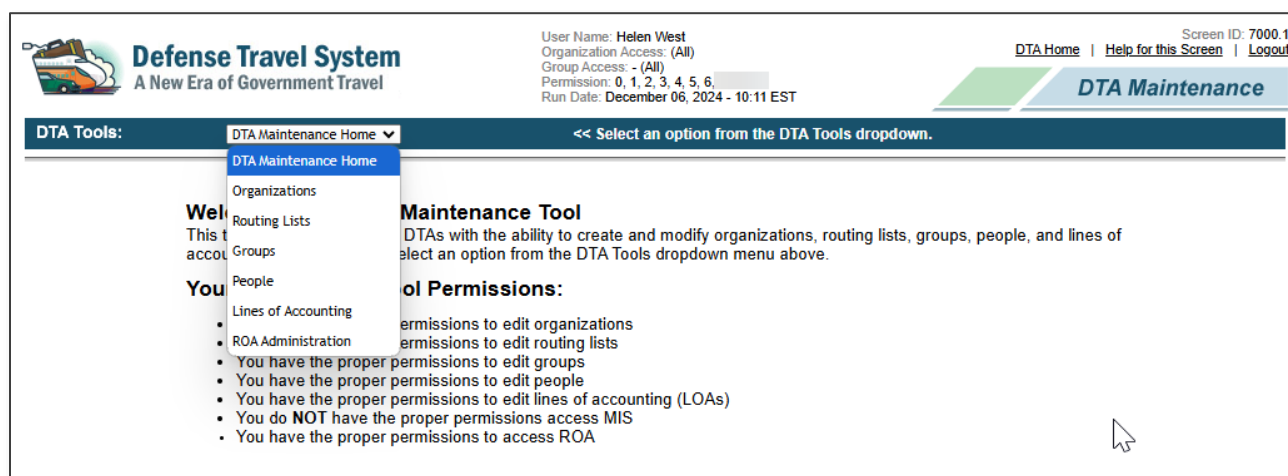 Defense Travel System
A New Era of Government Travel
User Name: Helen West
Organization Access: (All)
Group Access: - (All)
Permission: 0, 1, 2, 3, 4, 5, 6,
Run Date: December 06, 2024 - 10:11 EST
Screen ID: 7000.1
DTA Home | Help for this Screen | Logout
DTA Maintenance
DTA Tools: DTA Maintenance Home << Select an option from the DTA Tools dropdown.
DTA Maintenance Home
Organizations
Routing Lists
Groups
People
Lines of Accounting
ROA Administration
Maintenance Tool
DTAs with the ability to create and modify organizations, routing lists, groups, people, and lines of
an option from the DTA Tools dropdown menu above.
Permissions:
to edit organizations
to edit routing lists
You have the proper permissions to edit groups
You have the proper permissions to edit people
You have the proper permissions to edit lines of accounting (LOAs)
You do NOT have the proper permissions access MIS
You have the proper permissions to access ROA